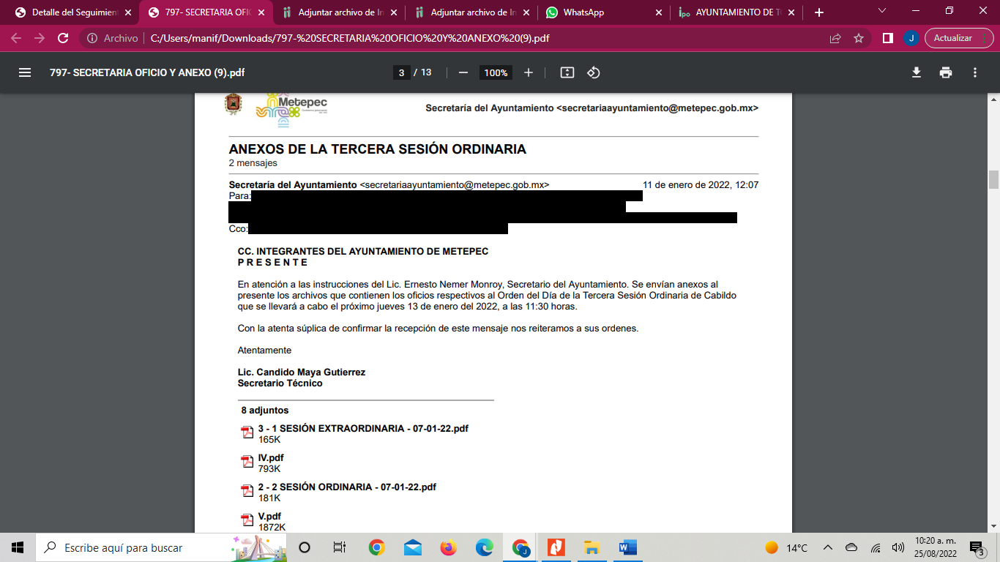 Detalle del Seguimient
797- SECRETARIA OFIC
Adjuntar archivo de In
Adjuntar archivo de In
WhatsApp
ipo AYUNTAMIENTO DE T
Archivo
C:/Users/manif/Downloads/797-%20SECRETARIA%20OFICIO%20Y%20ANEXO%20(9).pdf
J
Actualizar
797- SECRETARIA OFICIO Y ANEXO (9).pdf
3 / 13
100%
Metepec
Secretaría del Ayuntamiento <secretariaayuntamiento@metepec.gob.mx>
ANEXOS DE LA TERCERA SESIÓN ORDINARIA
2 mensajes
Secretaría del Ayuntamiento <secretariaayuntamiento@metepec.gob.mx> 11 de enero de 2022, 12:07
Para:
Cco:
CC. INTEGRANTES DEL AYUNTAMIENTO DE METEPEC
P R E S E N T E
En atención a las instrucciones del Lic. Ernesto Nemer Monroy, Secretario del Ayuntamiento. Se envían anexos al
presente los archivos que contienen los oficios respectivos al Orden del Día de la Tercera Sesión Ordinaria de Cabildo
que se llevará a cabo el próximo jueves 13 de enero del 2022, a las 11:30 horas.
Con la atenta súplica de confirmar la recepción de este mensaje nos reiteramos a sus ordenes.
Atentamente
Lic. Candido Maya Gutierrez
Secretario Técnico
8 adjuntos
3 - 1 SESIÓN EXTRAORDINARIA - 07-01-22.pdf
165K
IV.pdf
793K
2 - 2 SESIÓN ORDINARIA - 07-01-22.pdf
181K
V.pdf
1872K
Escribe aquí para buscar
14°C
10:20 a. m.
25/08/2022
3